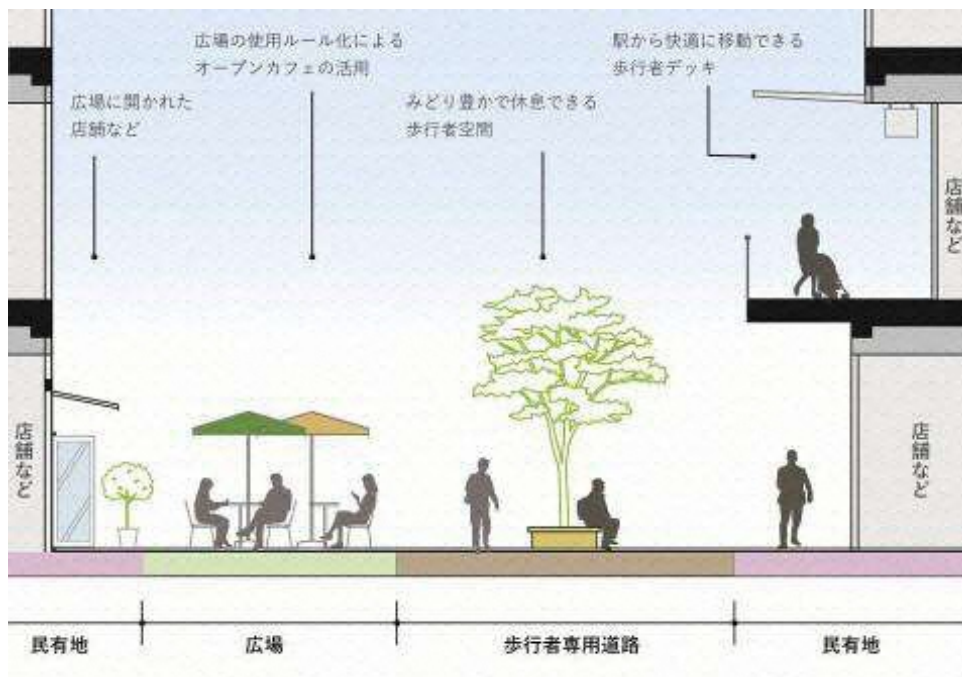 広場の使用ルール化による
オープンカフェの活用
駅から快適に移動できる
歩行者デッキ
広場に開かれた
店舗など
みどり豊かで休息できる
歩行者空間
店舗など
店舗など
店舗など
民有地
広場
歩行者専用道路
民有地